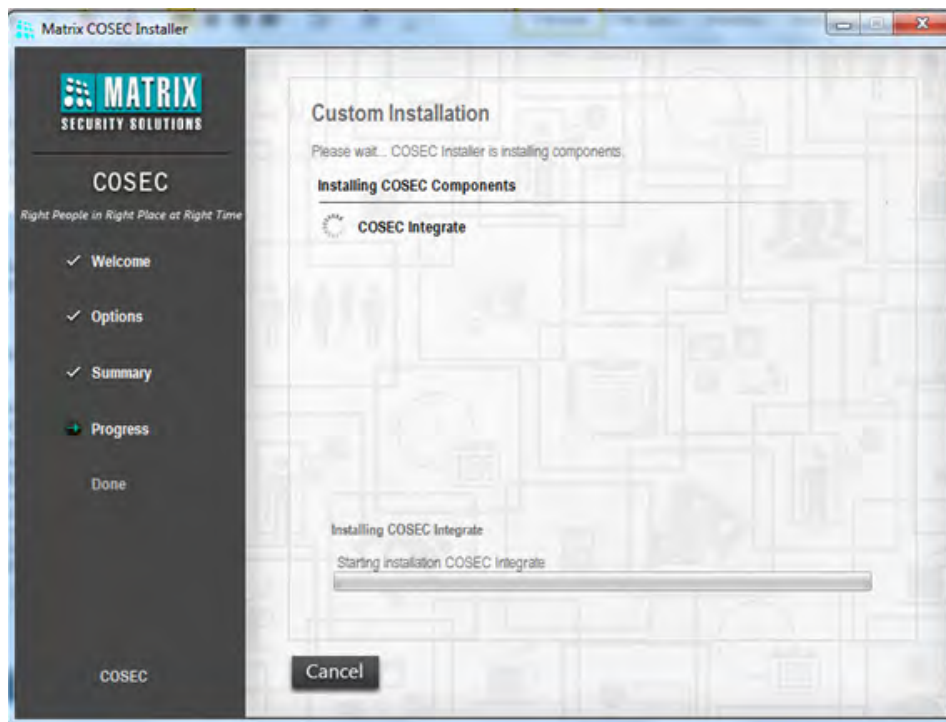 Matrix COSEC Installer
MATRIX
SECURITY SOLUTIONS
COSEC
Right People in Right Place at Right Time
Welcome
Options
Summary
Progress
Done
COSEC
Custom Installation
Please wait... COSEC Installer is installing components.
Installing COSEC Components
COSEC Integrate
Installing COSEC Integrate
Starting installation COSEC Integrate
Cancel